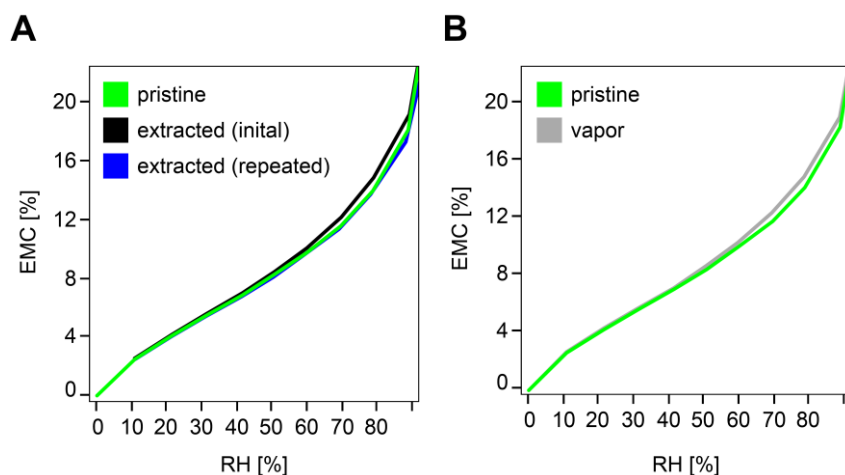 A
EMC [%]
20
16
12
8
4
0
pristine
extracted (inital)
extracted (repeated)
0 10 20 30 40 50 60 70 80
RH [%]
B
EMC [%]
20
16
12
8
4
0
pristine
vapor
0 10 20 30 40 50 60 70 80
RH [%]